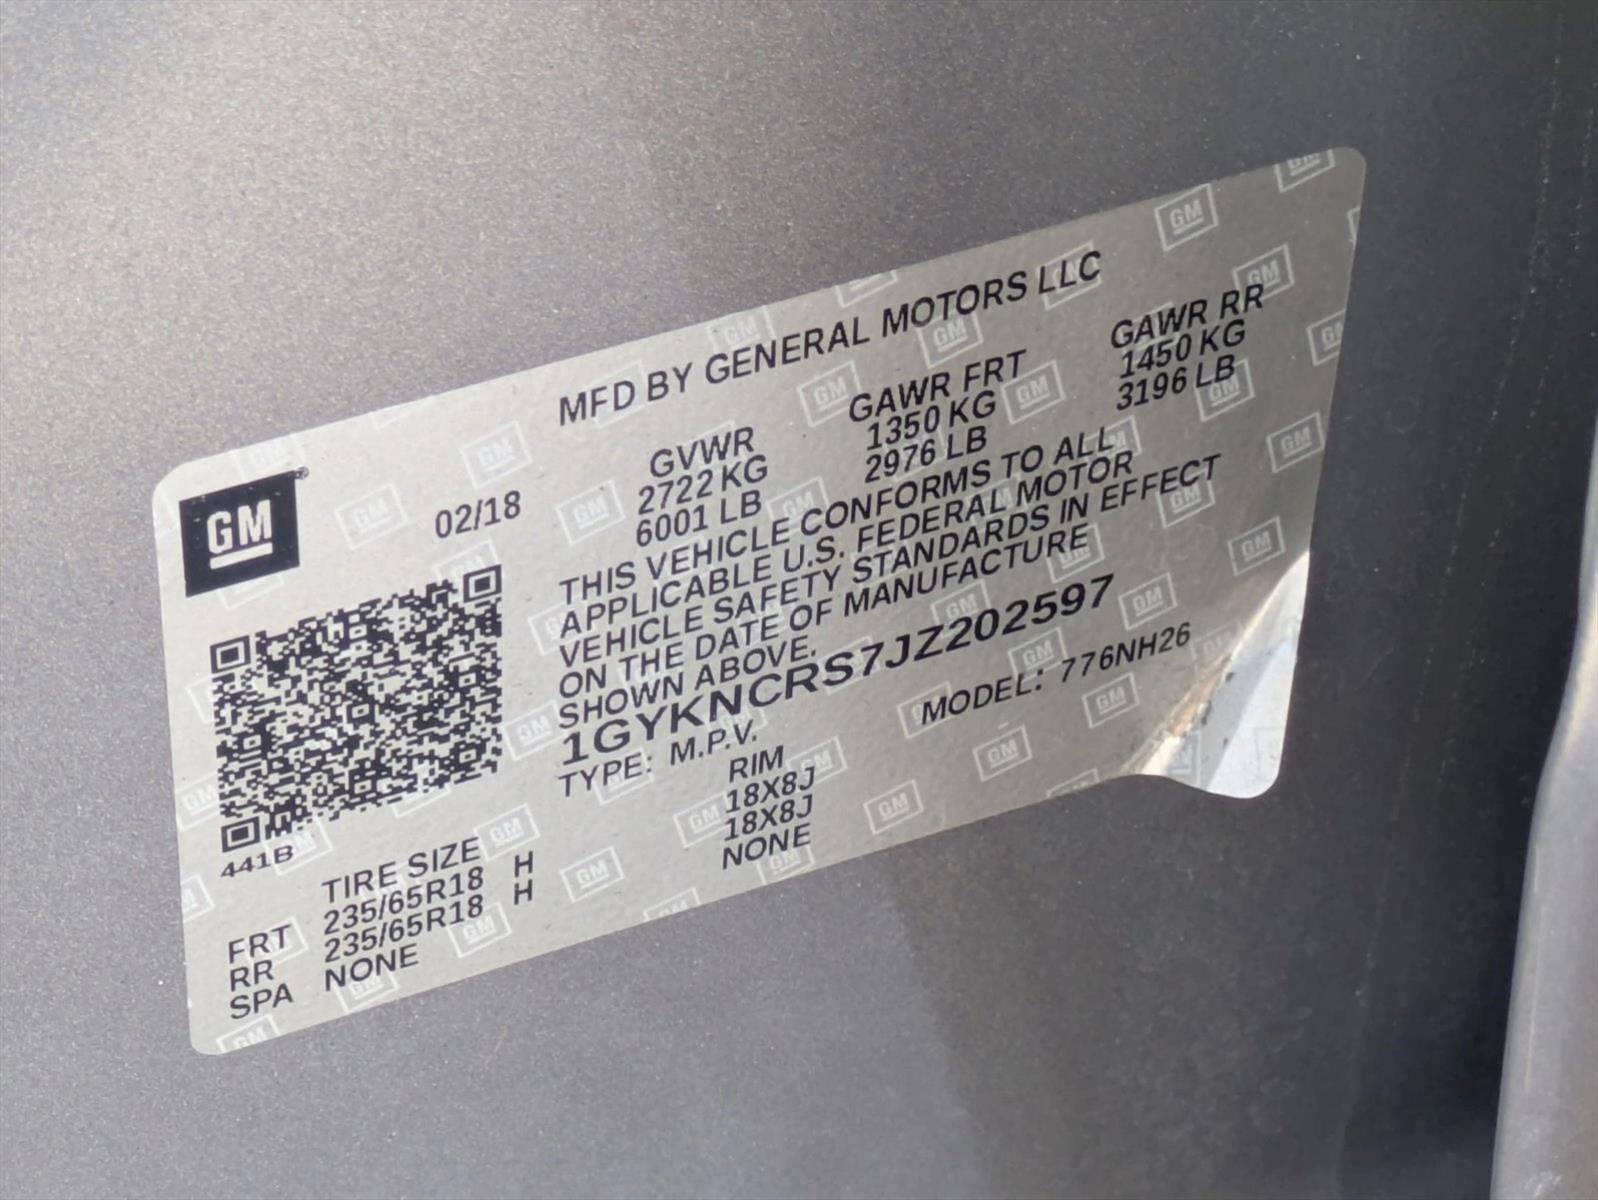 MFD BY GENERAL MOTORS LLC
GM
02/18
GVWR GAWR FRT GAWR RR
2722 KG 1350 KG 1450 KG
6001 LB 2976 LB 3196 LB
THIS VEHICLE CONFORMS TO ALL
APPLICABLE U.S. FEDERAL MOTOR
VEHICLE SAFETY STANDARDS IN EFFECT
ON THE DATE OF MANUFACTURE
SHOWN ABOVE.
1GYKNCRS7JZ202597
TYPE: M.P.V. MODEL: 776NH26
441B
TIRE SIZE RIM
FRT 235/65R18 H 18X8J
RR 235/65R18 H 18X8J
SPA NONE NONE